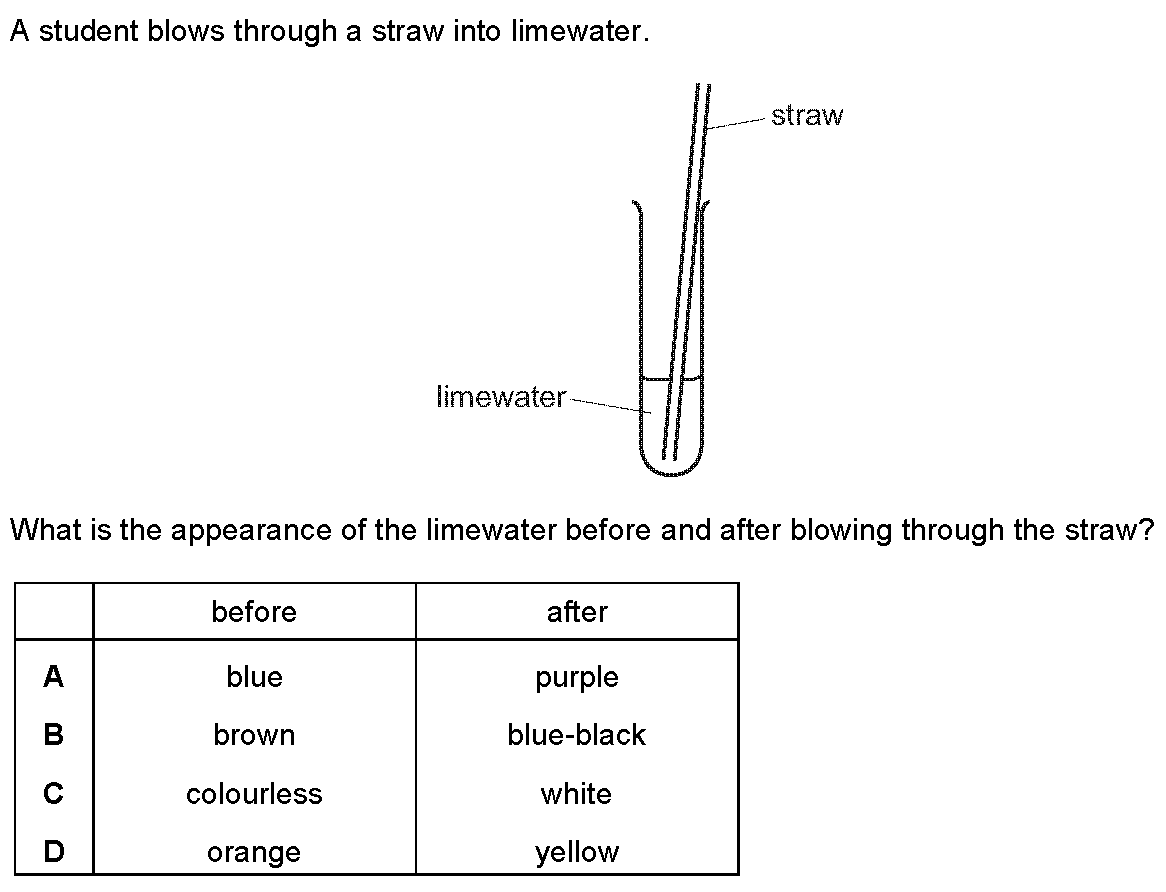 A student blows through a straw into limewater.
straw
limewater
What is the appearance of the limewater before and after blowing through the straw?
before after
A blue purple
B brown blue-black
C colourless white
D orange yellow